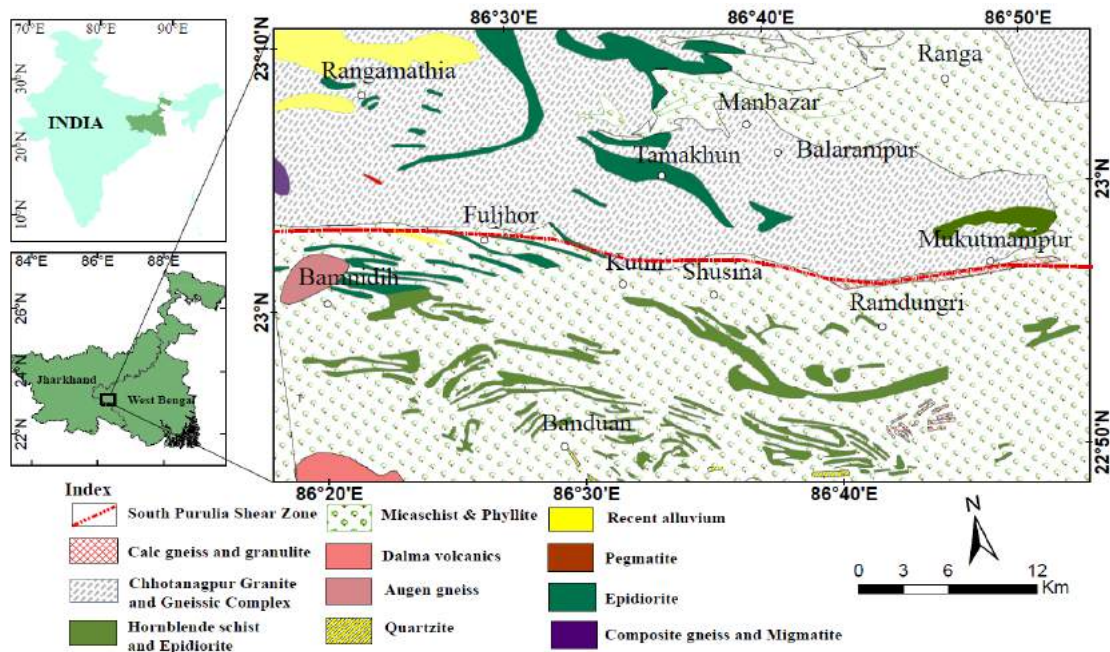 70°E 80°E 90°E
30°N
20°N
10°N
INDIA
84°E 86°E 88°E
26°N
24°N
22°N
Jharkhand
West Bengal
86°30'E 86°40'E 86°50'E
23°10'N
23°N
23°N
22°50'N
Rangamathia
Ranga
Manbazar
Tamakhun
Balarampur
Fuljhor
Mukutmanipur
Kutni
Shusina
Ramdungri
Banduan
86°20'E 86°30'E 86°40'E
Index
South Purulia Shear Zone
Calc gneiss and granulite
Chhotanagpur Granite
and Gneissic Complex
Hornblende schist
and Epidiorite
Micaschist & Phyllite
Dalma volcanics
Augen gneiss
Quartzite
Recent alluvium
Pegmatite
Epidiorite
Composite gneiss and Migmatite
N
0 3 6 12
Km